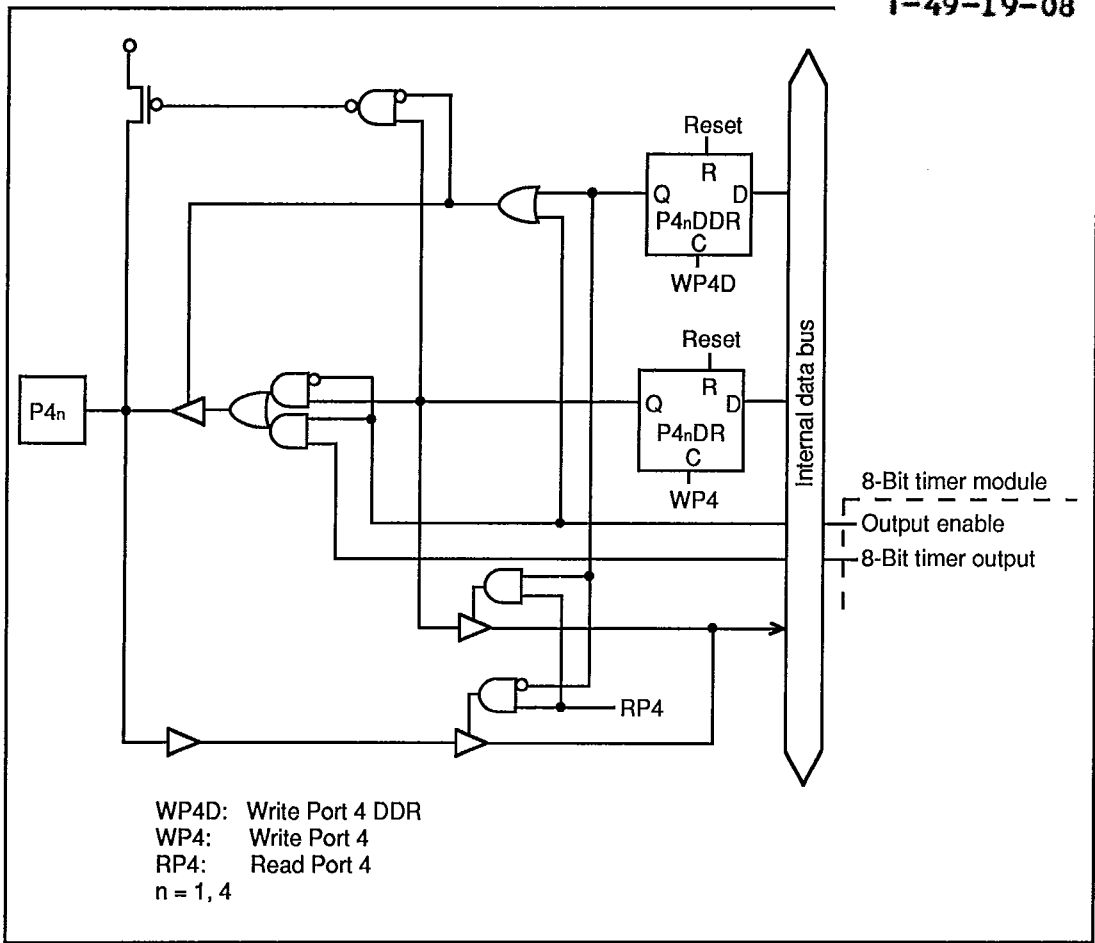 T-49-19-08
Reset
R
Q D
P4nDDR
C
WP4D
Reset
R
Q D
P4nDR
C
WP4
P4n
Internal data bus
8-Bit timer module
Output enable
8-Bit timer output
RP4
WP4D: Write Port 4 DDR
WP4: Write Port 4
RP4: Read Port 4
n = 1, 4